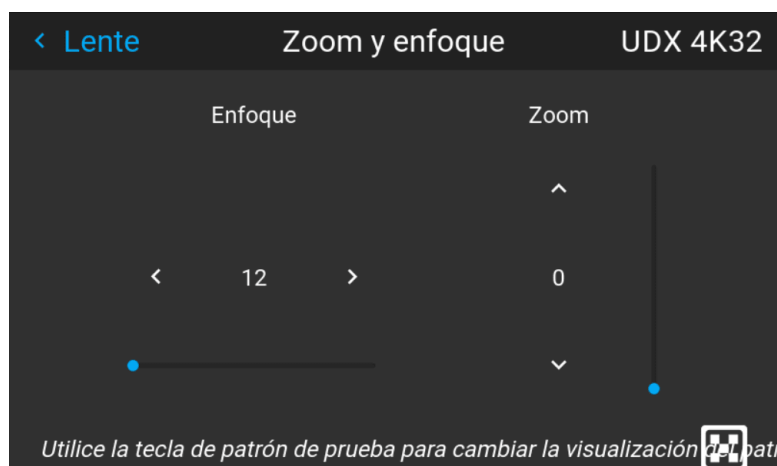 Lente
Zoom y enfoque
UDX 4K32
Enfoque
Zoom
12
0
Utilice la tecla de patrón de prueba para cambiar la visualización